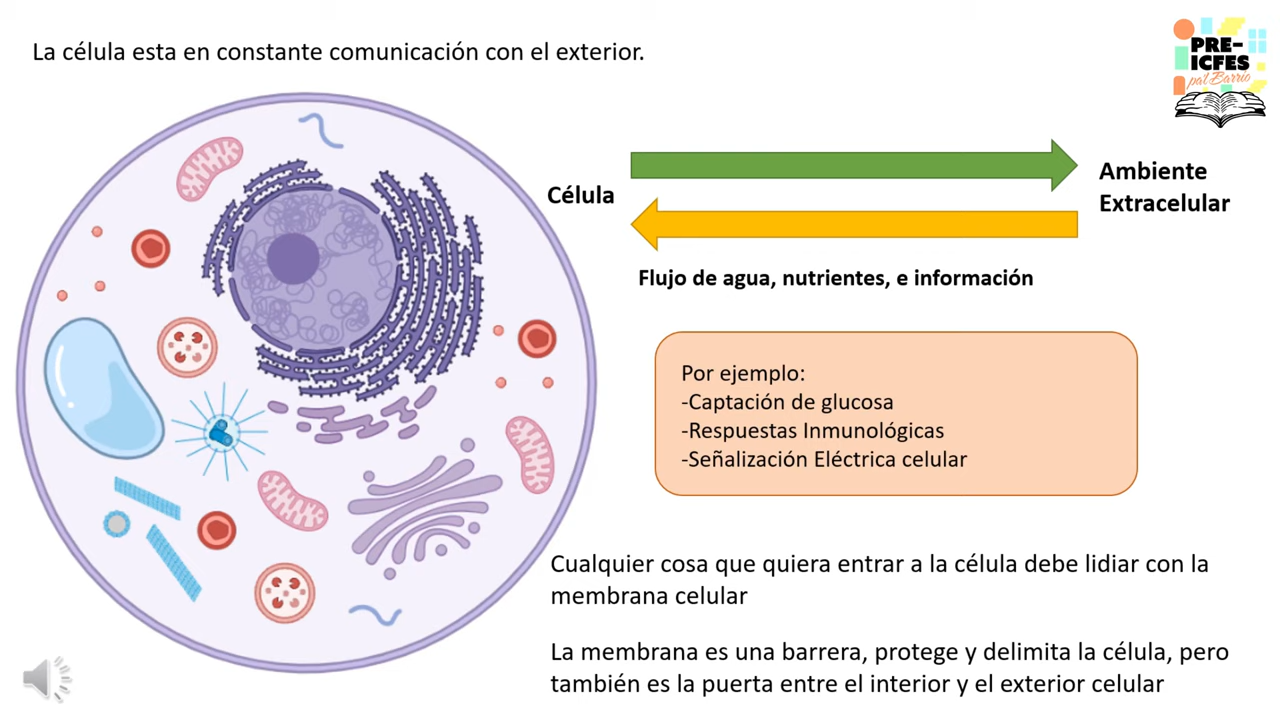 La célula esta en constante comunicación con el exterior.
PRE-
ICFES
pa'l Barrio
Célula
Ambiente
Extracelular
Flujo de agua, nutrientes, e información
Por ejemplo:
-Captación de glucosa
-Respuestas Inmunológicas
-Señalización Eléctrica celular
Cualquier cosa que quiera entrar a la célula debe lidiar con la
membrana celular
La membrana es una barrera, protege y delimita la célula, pero
también es la puerta entre el interior y el exterior celular